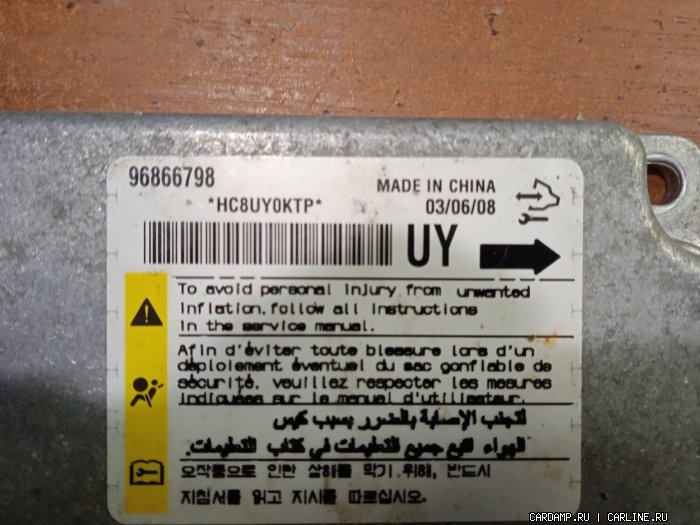 96866798
MADE IN CHINA
*HC8UY0KTP*
03/06/08
UY
To avoid personal injury from unwanted
inflation, follow all instructions
in the service manual.
Afin d'éviter toute blessure lors d'un
déploiement éventuel du sac gonflable de
sécurité, veuillez respecter les mesures
indiquées sur le manuel d'utilisateur.
لتجنب الإصابة بالضرر بسبب كيس
الهواء اتبع جميع التعليمات في كتاب التعليمات.
오작동으로 인한 상해를 막기 위해, 반드시
지침서를 읽고 지시를 따르십시오.
CARDAMP.RU | CARLINE.RU